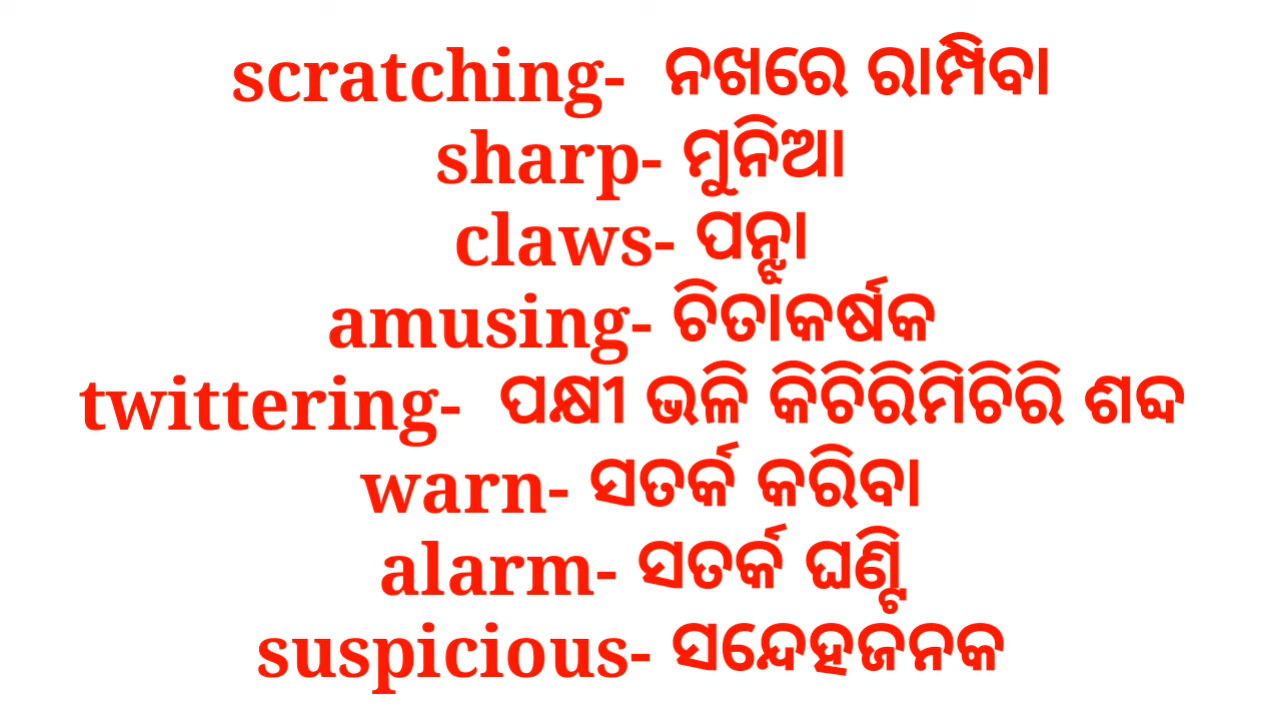 scratching- ନଖରେ ରାମ୍ପିବା
sharp- ମୁନିଆ
claws- ପନ୍ଝା
amusing- ଚିତାକର୍ଷକ
twittering- ପକ୍ଷୀ ଭଳି କିଚିରିମିଚିରି ଶବ୍ଦ
warn- ସତର୍କ କରିବା
alarm- ସତର୍କ ଘଣ୍ଟି
suspicious- ସନ୍ଦେହଜନକ